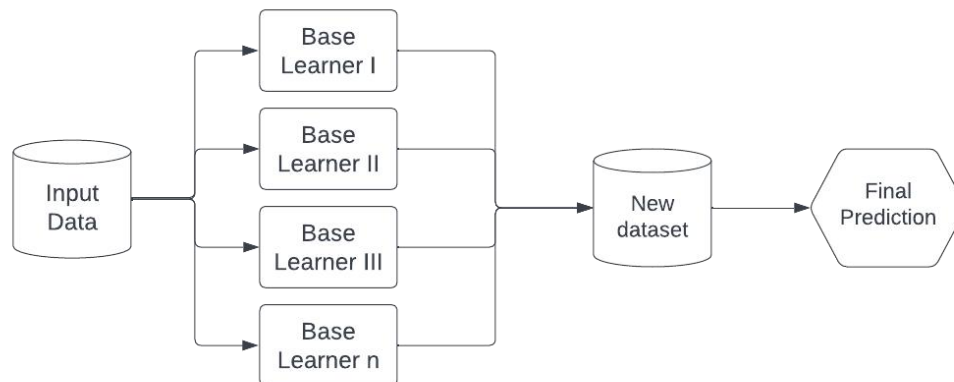 Input
Data
Base
Learner I
Base
Learner II
Base
Learner III
Base
Learner n
New
dataset
Final
Prediction